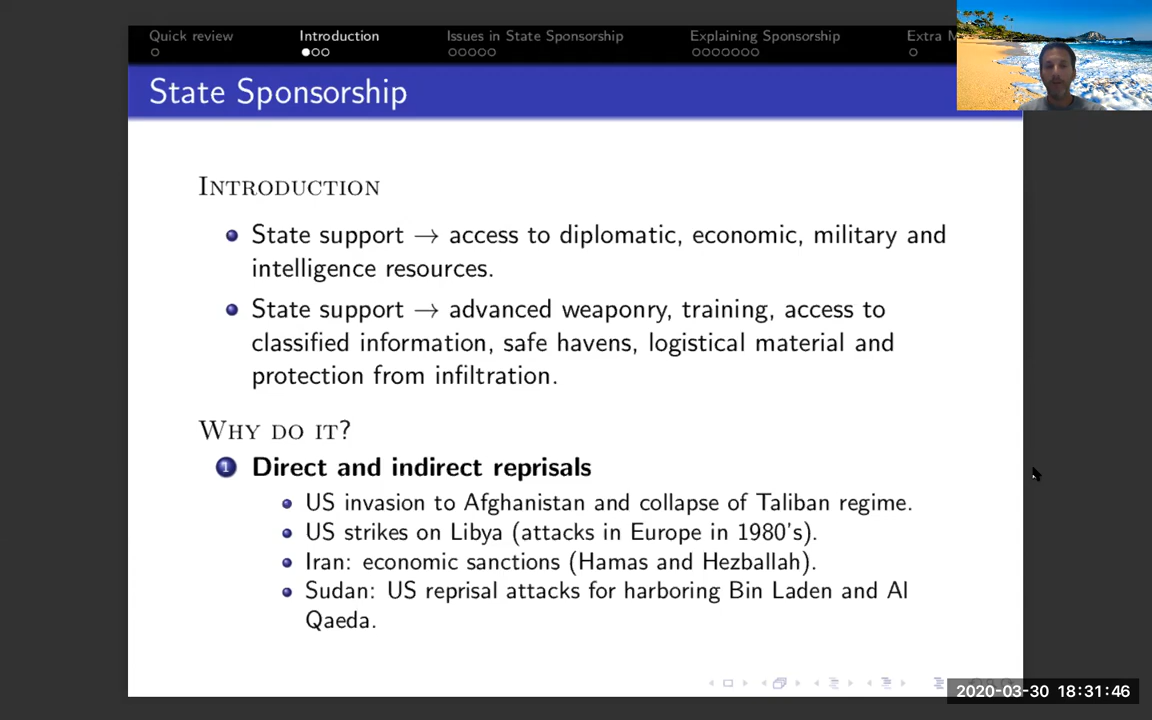 Quick review
Introduction
Issues in State Sponsorship
Explaining Sponsorship
Extra
State Sponsorship
INTRODUCTION
State support → access to diplomatic, economic, military and
intelligence resources.
State support → advanced weaponry, training, access to
classified information, safe havens, logistical material and
protection from infiltration.
WHY DO IT?
1 Direct and indirect reprisals
US invasion to Afghanistan and collapse of Taliban regime.
US strikes on Libya (attacks in Europe in 1980's).
Iran: economic sanctions (Hamas and Hezballah).
Sudan: US reprisal attacks for harboring Bin Laden and Al
Qaeda.
2020-03-30 18:31:46